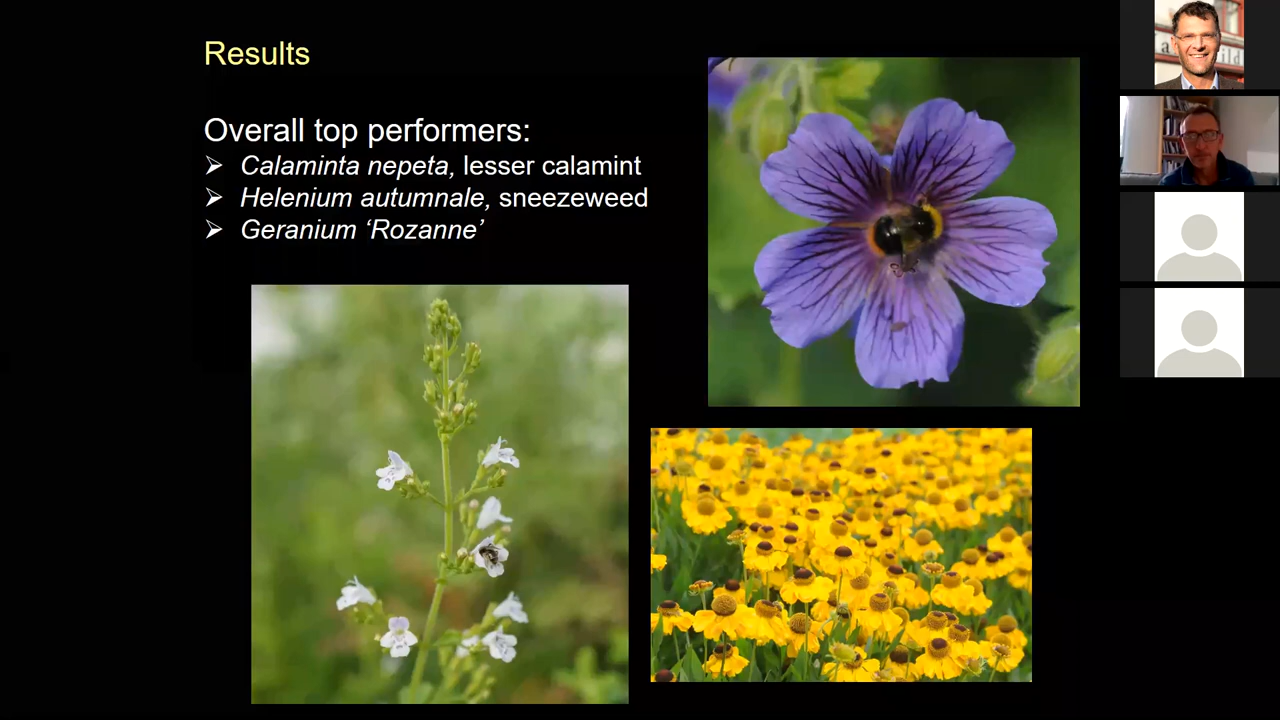 Results
Overall top performers:
➢ Calaminta nepeta, lesser calamint
➢ Helenium autumnale, sneezeweed
➢ Geranium ‘Rozanne’